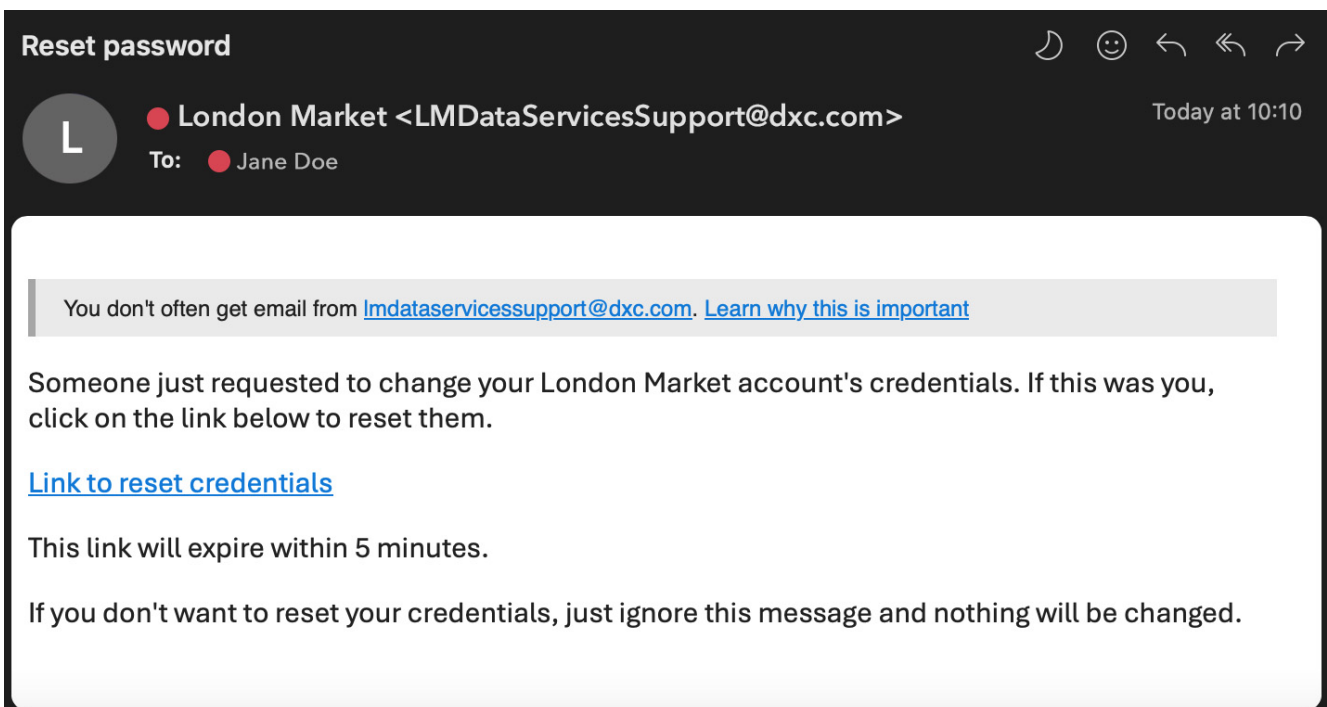 Reset password
London Market <LMDataServicesSupport@dxc.com>
Today at 10:10
L
To: Jane Doe
You don't often get email from lmdataservicessupport@dxc.com. Learn why this is important
Someone just requested to change your London Market account's credentials. If this was you,
click on the link below to reset them.
Link to reset credentials
This link will expire within 5 minutes.
If you don't want to reset your credentials, just ignore this message and nothing will be changed.